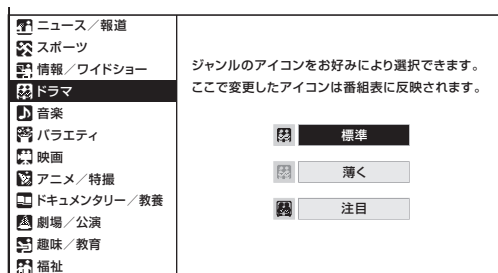 ニュース／報道
スポーツ
情報／ワイドショー
ドラマ
音楽
バラエティ
映画
アニメ／特撮
ドキュメンタリー／教養
劇場／公演
趣味／教育
福祉
ジャンルのアイコンをお好みにより選択できます。
ここで変更したアイコンは番組表に反映されます。
標準
薄く
注目